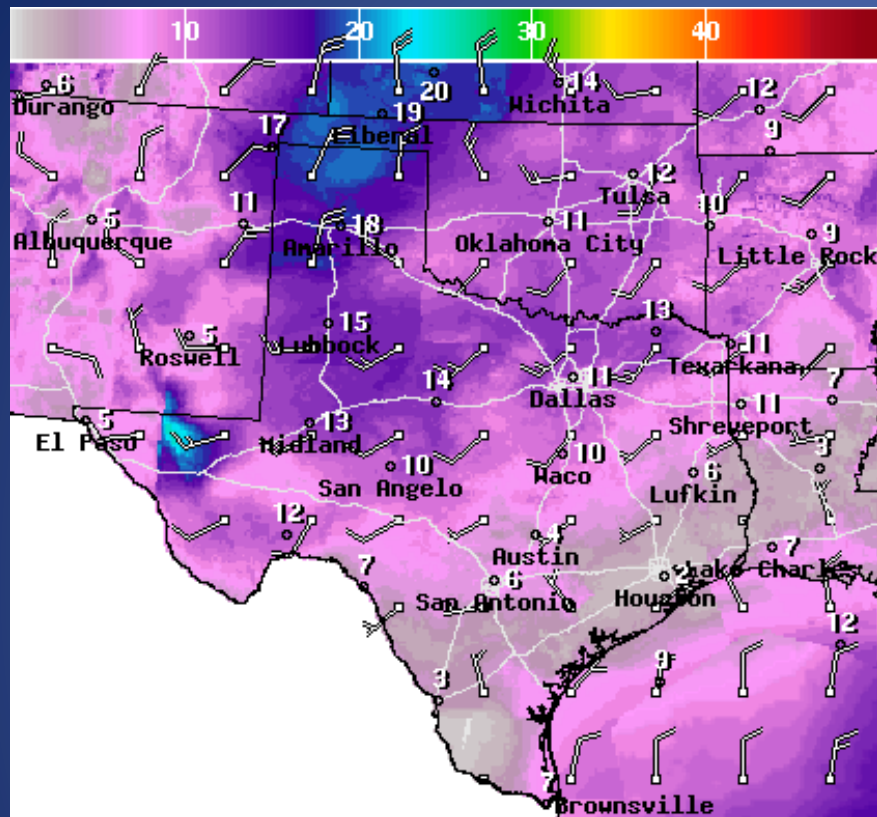 10 20 30 40
6
Durango
20
14
Wichita
12
19
Liberal
17
9
12
Tulsa
5
Albuquerque
11
18
Amarillo
11
Oklahoma City
10
9
Little Rock
5
Roswell
15
Lubbock
13
11
Texarkana
14
11
Dallas
7
5
El Paso
13
Midland
11
Shreveport
10
San Angelo
10
Waco
6
Lufkin
3
12
4
Austin
7
Lake Charles
7
6
San Antonio
2
Houston
12
9
3
7
Brownsville